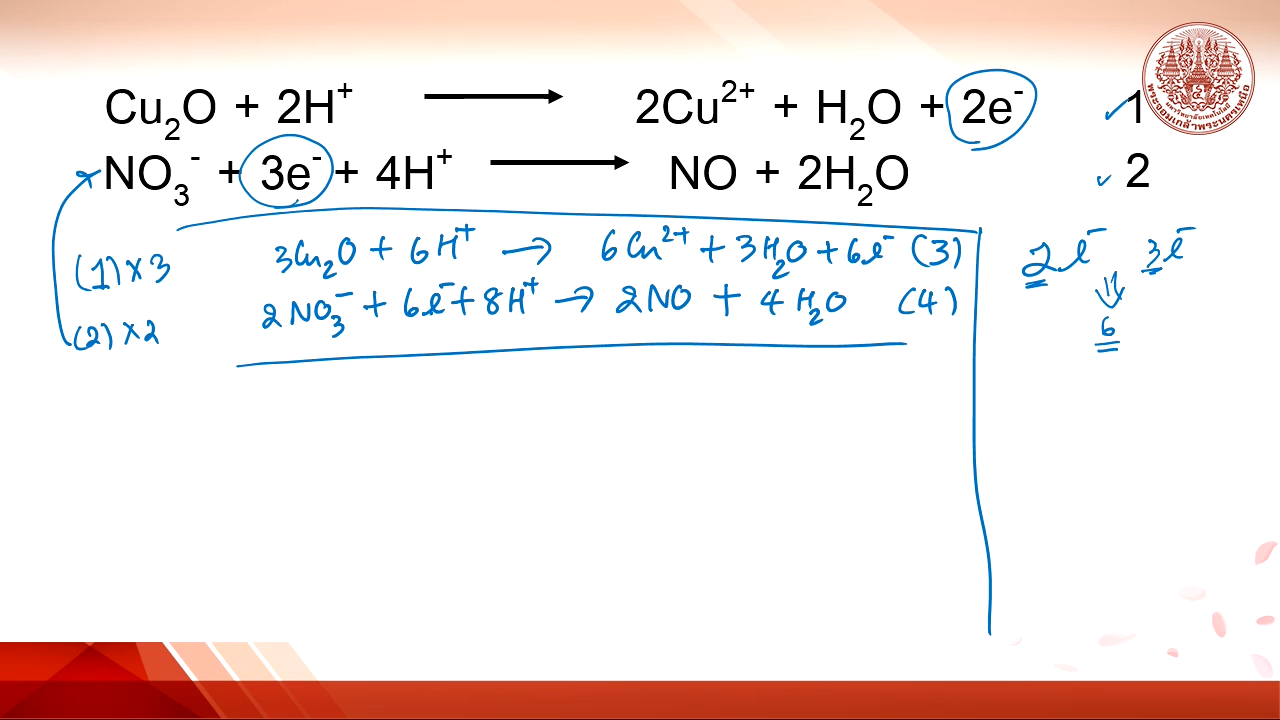 Cu₂O + 2H⁺ → 2Cu²⁺ + H₂O + 2e⁻ 1
NO₃⁻ + 3e⁻ + 4H⁺ → NO + 2H₂O 2
(1)×3 3Cu₂O + 6H⁺ → 6Cu²⁺ + 3H₂O + 6e⁻ (3)
(2)×2 2NO₃⁻ + 6e⁻ + 8H⁺ → 2NO + 4H₂O (4)
2e⁻ 3e⁻
6